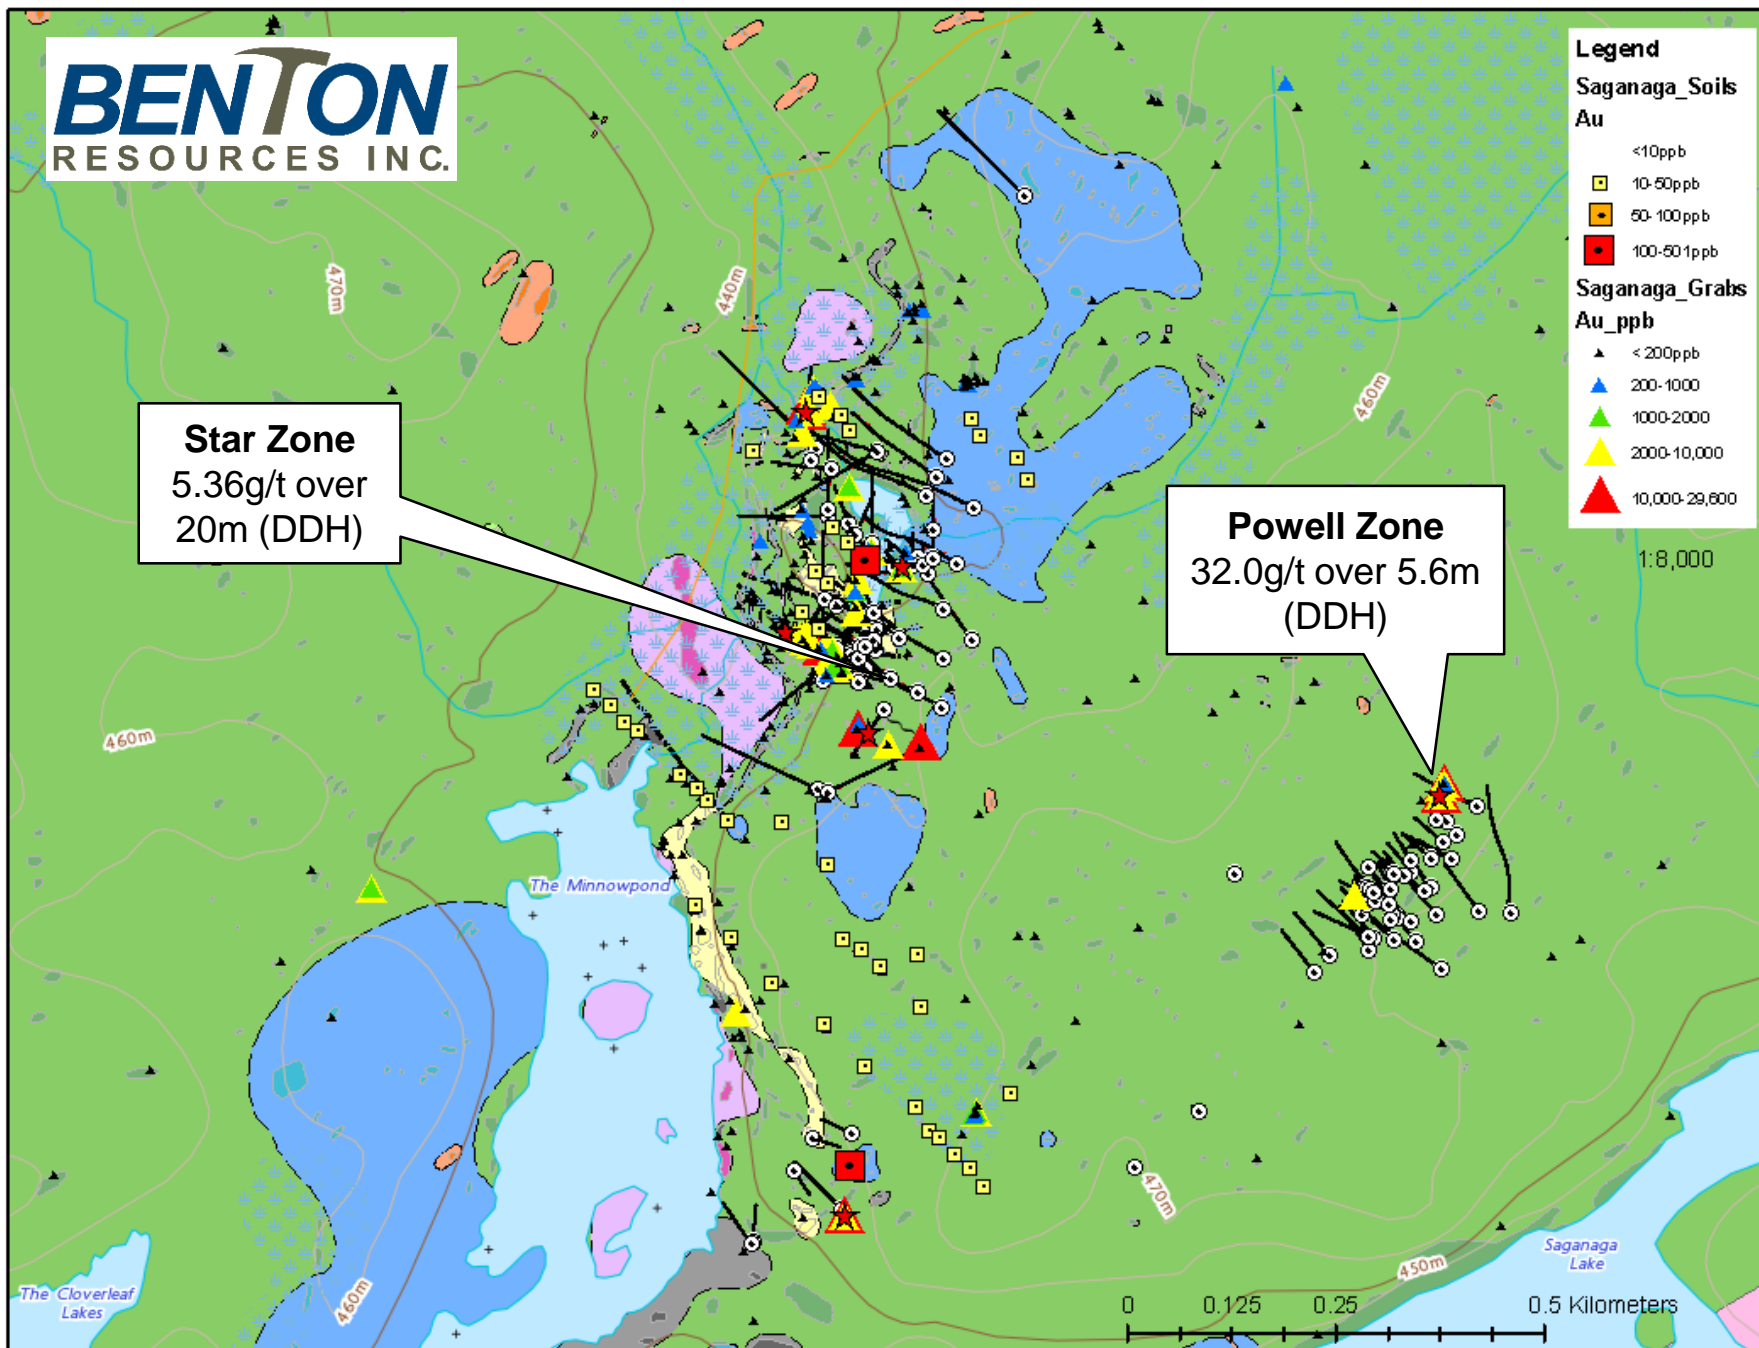 BENTON
RESOURCES INC.
Legend
Saganaga_Soils
Au
<10ppb
10-50ppb
50-100ppb
100-501ppb
Saganaga_Grabs
Au_ppb
< 200ppb
200-1000
1000-2000
2000-10,000
10,000-29,600
1:8,000
470m
440m
460m
Star Zone
5.36g/t over
20m (DDH)
Powell Zone
32.0g/t over 5.6m
(DDH)
460m
The Minnowpond
470m
Saganaga
Lake
450m
The Cloverleaf
Lakes
460m
0 0.125 0.25 0.5 Kilometers